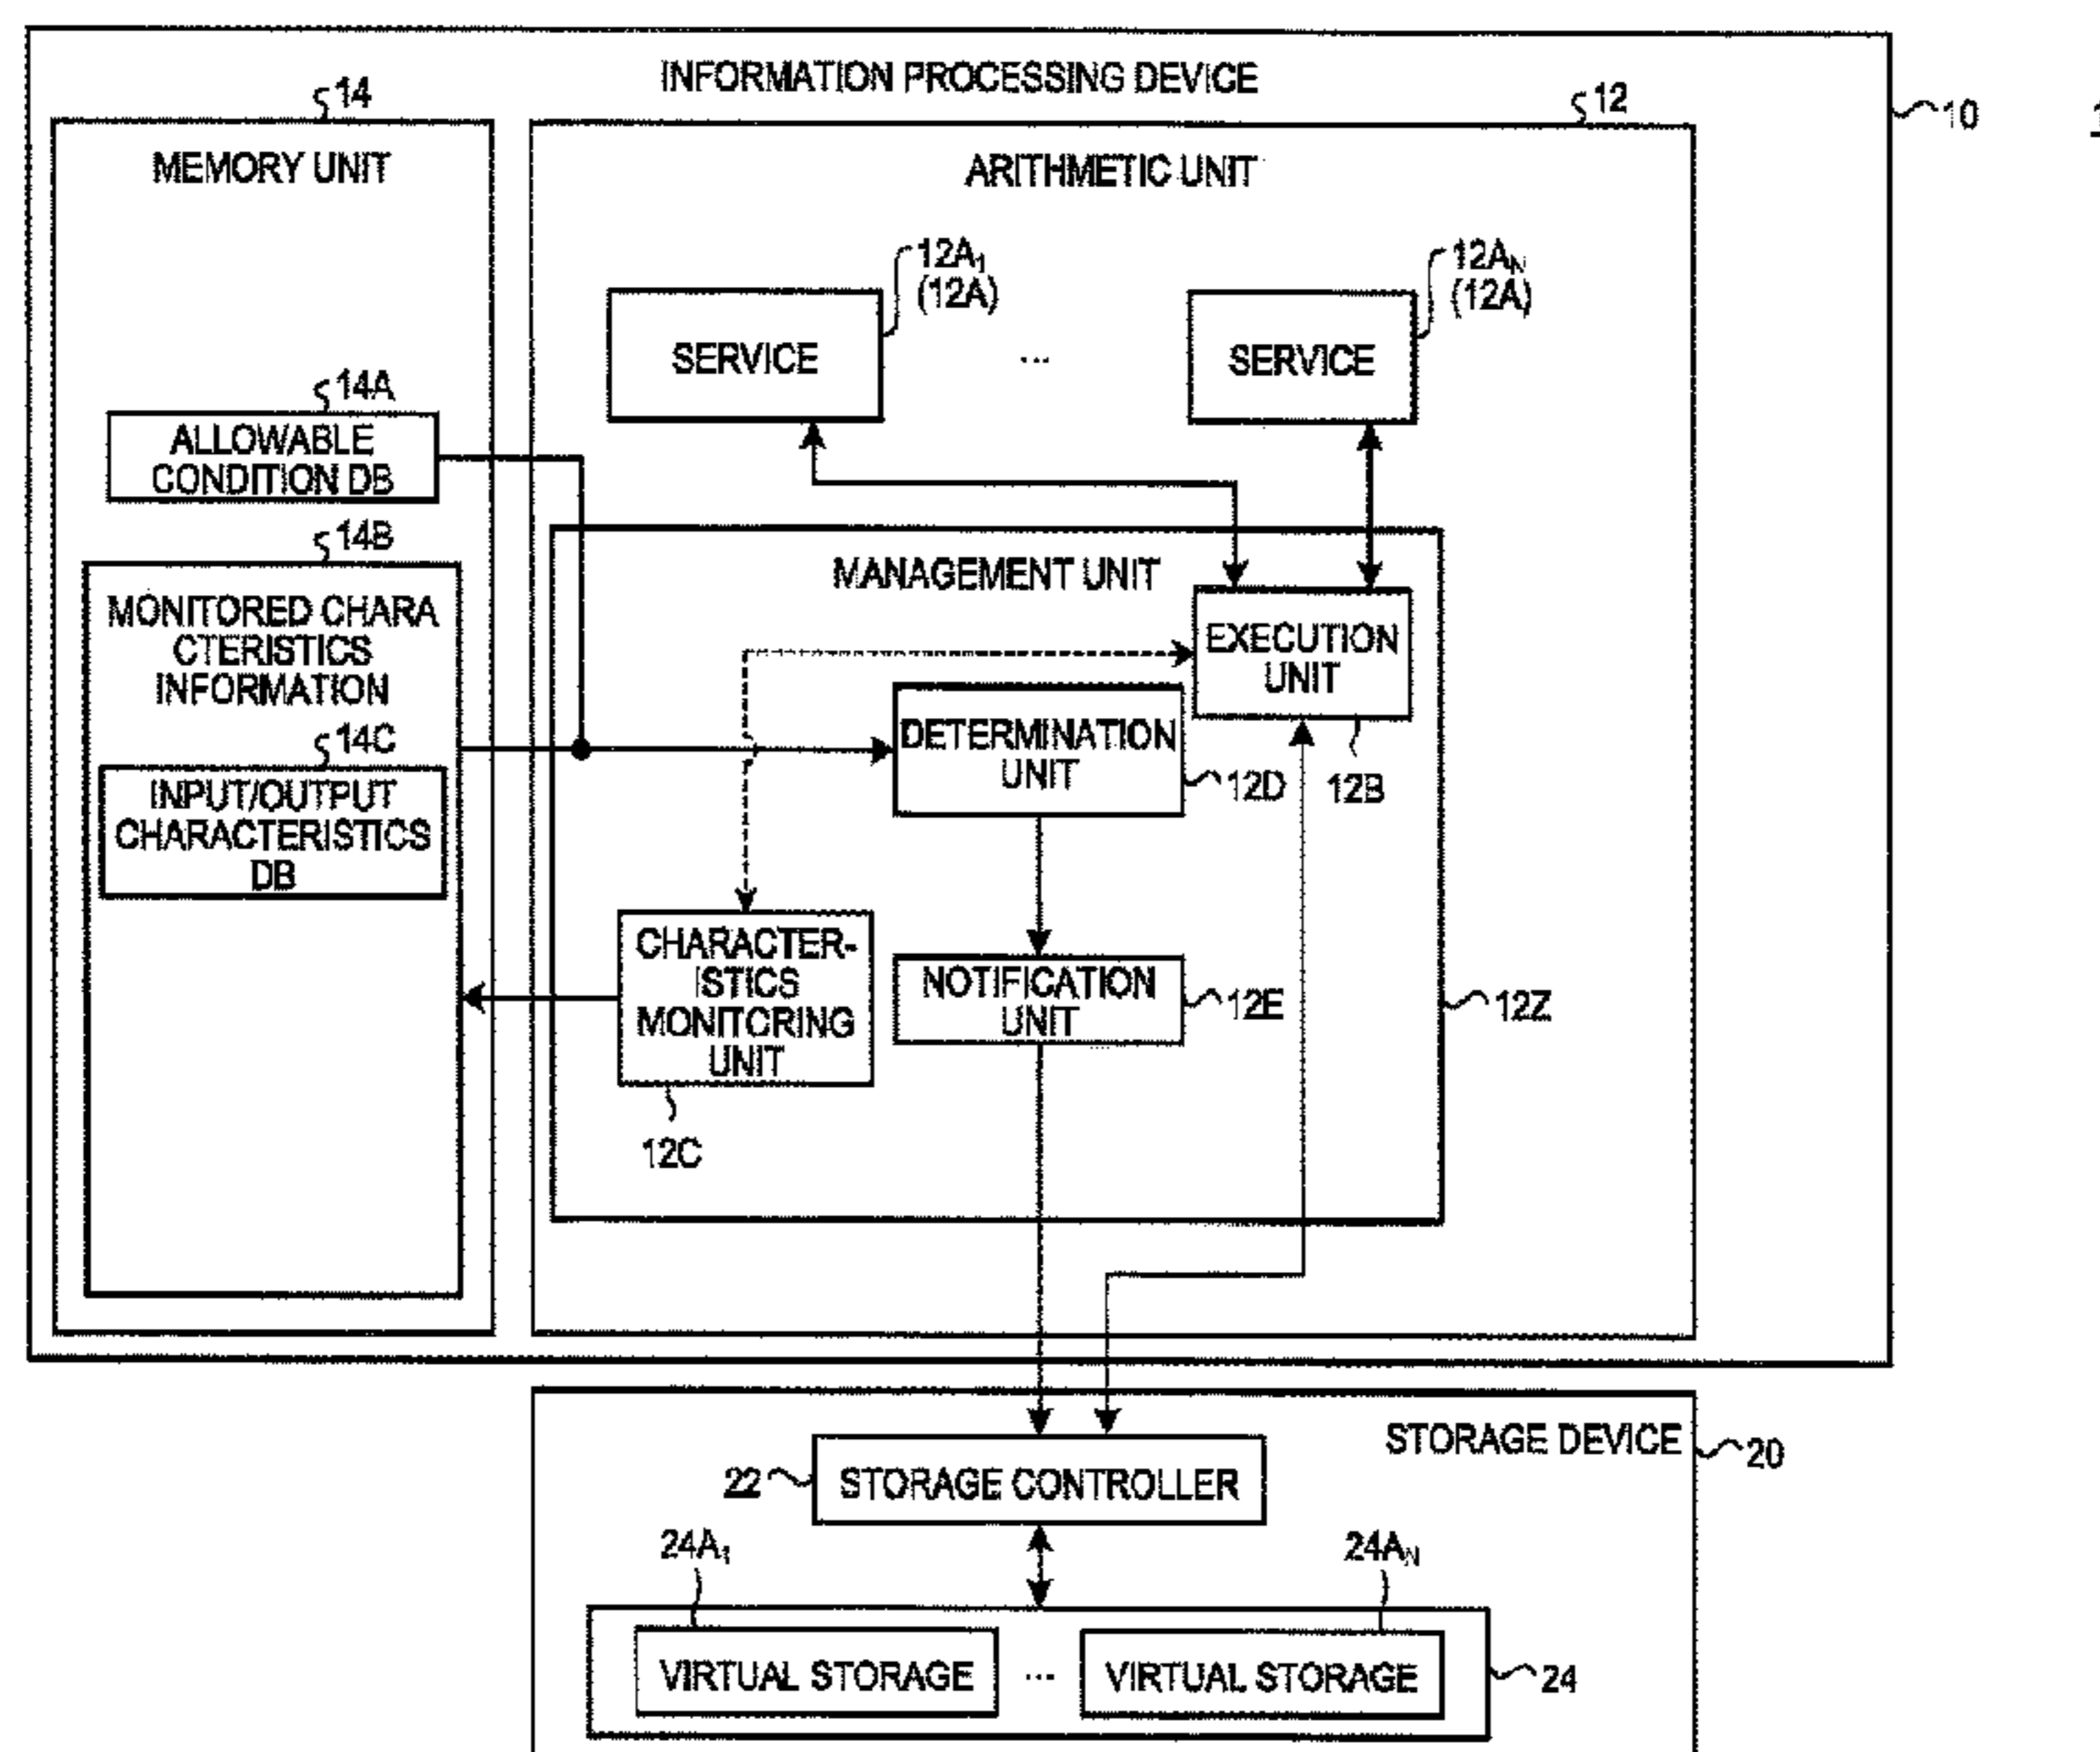 INFORMATION PROCESSING DEVICE
10
1
14
MEMORY UNIT
12
ARITHMETIC UNIT
12A1
(12A)
12AN
(12A)
SERVICE
...
SERVICE
14A
ALLOWABLE
CONDITION DB
14B
MONITORED CHARA
CTERISTICS
INFORMATION
14C
INPUT/OUTPUT
CHARACTERISTICS
DB
MANAGEMENT UNIT
EXECUTION
UNIT
12B
DETERMINATION
UNIT
12D
CHARACTER-
ISTICS
MONITORING
UNIT
12C
NOTIFICATION
UNIT
12E
12Z
STORAGE DEVICE
20
22
STORAGE CONTROLLER
24A1
24AN
VIRTUAL STORAGE
...
VIRTUAL STORAGE
24